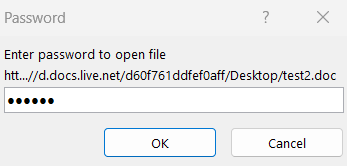 Password
Enter password to open file
htt...//d.docs.live.net/d60f761ddfef0aff/Desktop/test2.doc
●●●●●●
OK
Cancel